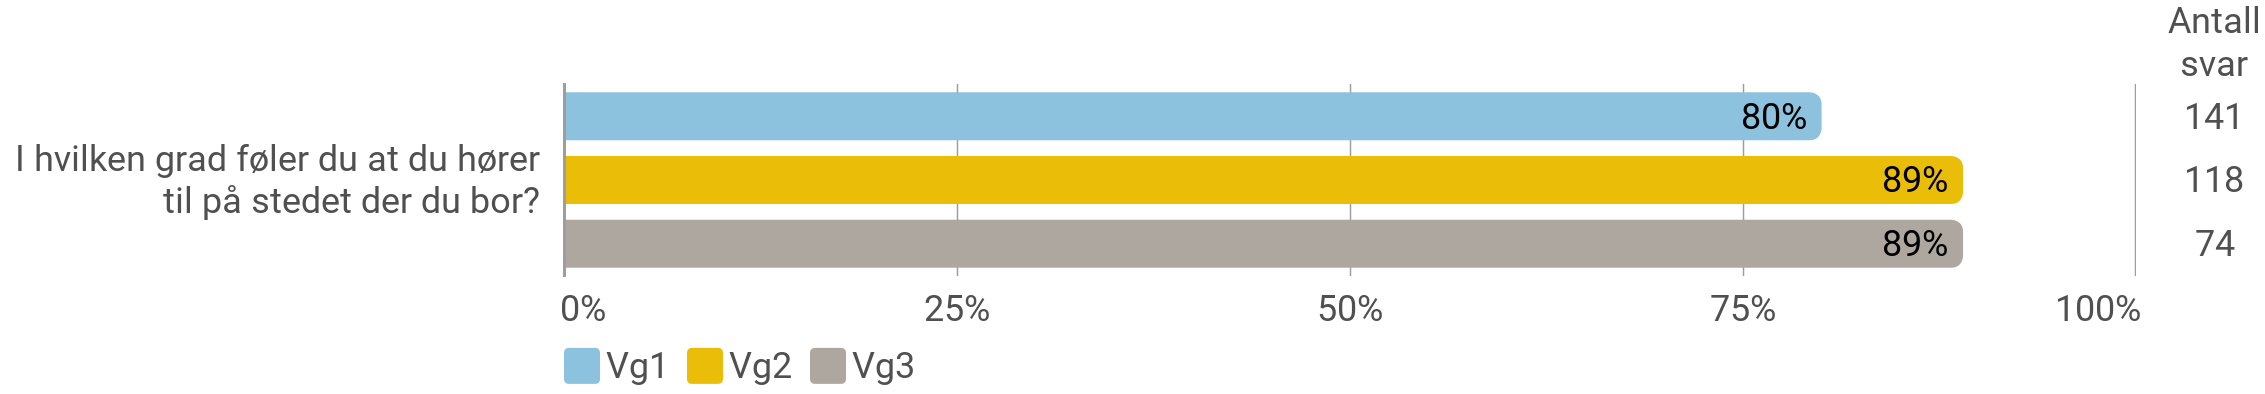 Antall
svar
80%
141
I hvilken grad føler du at du hører
til på stedet der du bor?
89%
118
89%
74
0%
25%
50%
75%
100%
Vg1
Vg2
Vg3